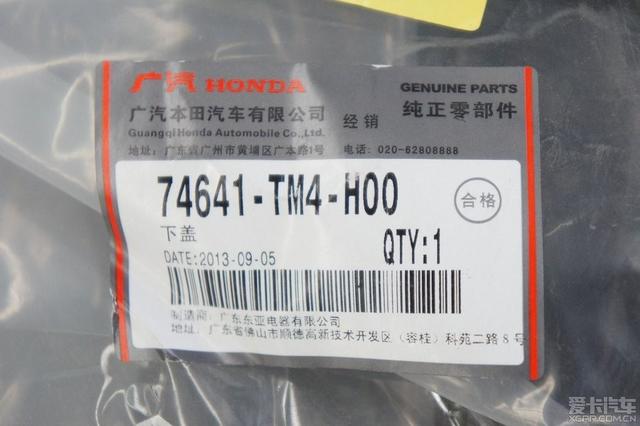 广汽 HONDA
GENUINE PARTS
广汽本田汽车有限公司 经销 纯正零部件
Guangqi Honda Automobile Co.,Ltd.
地址：广东省广州市黄埔区广本路1号 电话：020-62808888
74641-TM4-H00
合格
下盖
QTY:1
DATE:2013-09-05
制造商：广东东亚电器有限公司
地址：广东省佛山市顺德高新技术开发区（容桂）科苑二路8号
爱卡汽车
XCAR.COM.CN